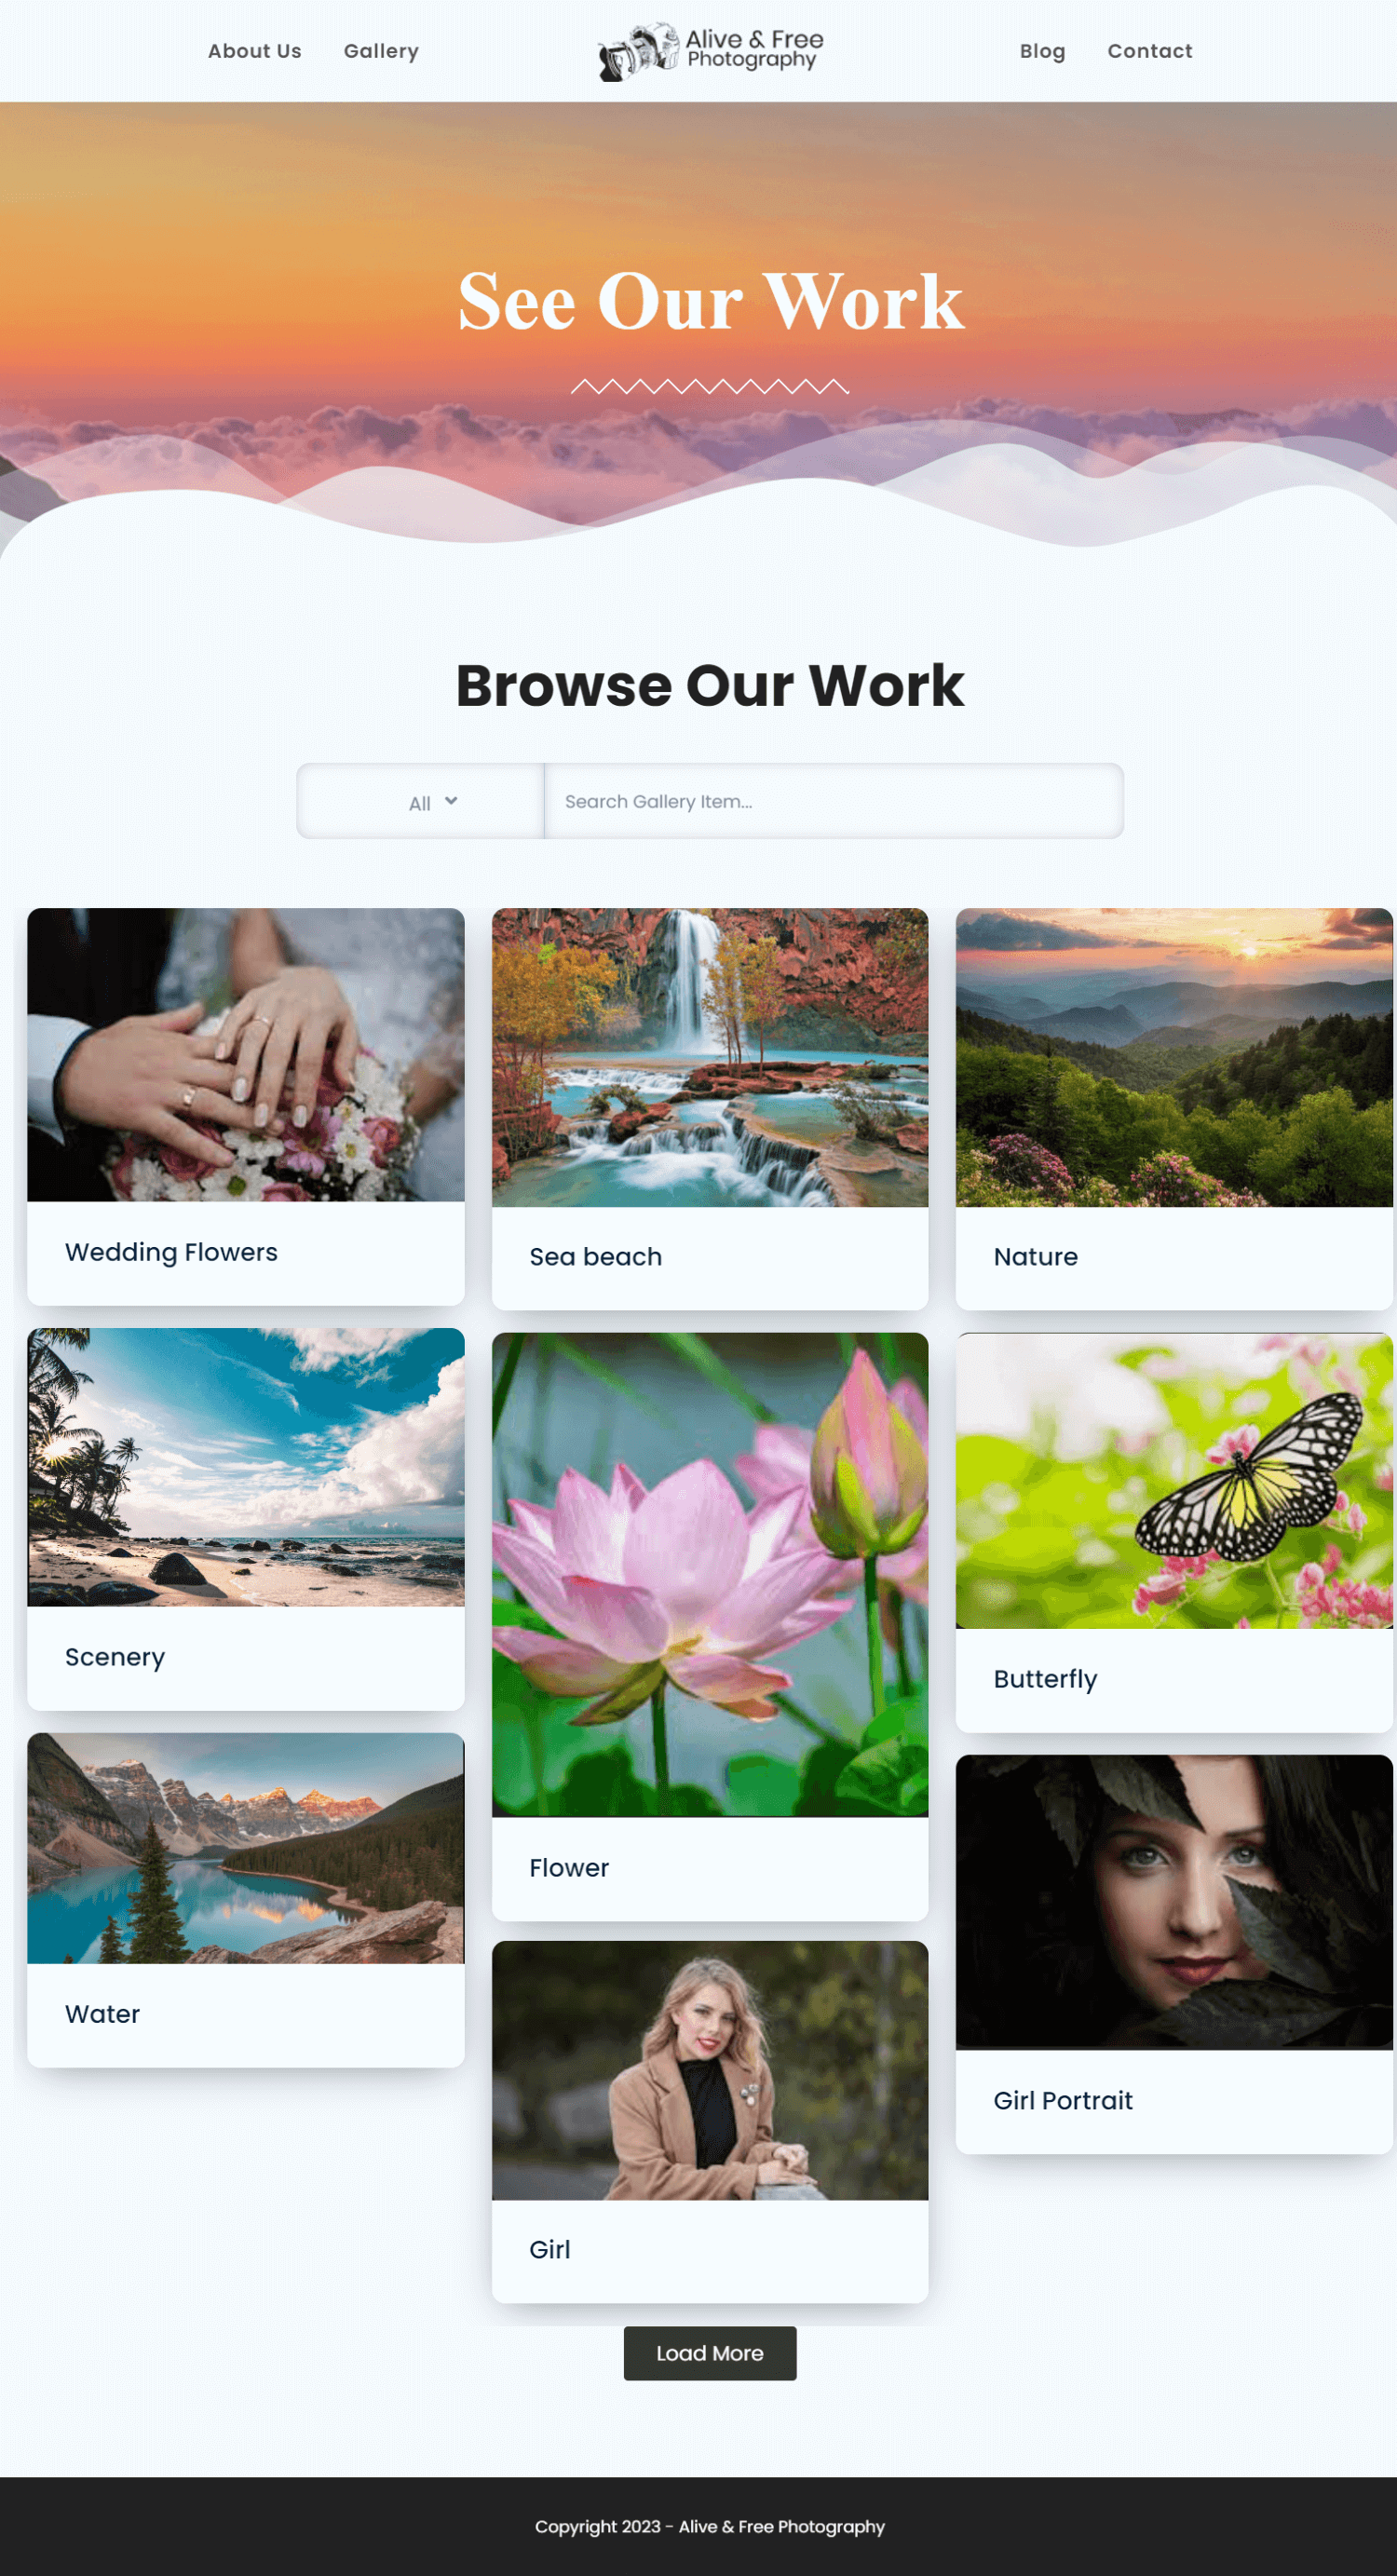 About Us
Gallery
Alive & Free
Photography
Blog
Contact
See Our Work
Browse Our Work
All
Search Gallery Item...
Wedding Flowers
Sea beach
Nature
Scenery
Flower
Butterfly
Water
Girl
Girl Portrait
Load More
Copyright 2023 - Alive & Free Photography